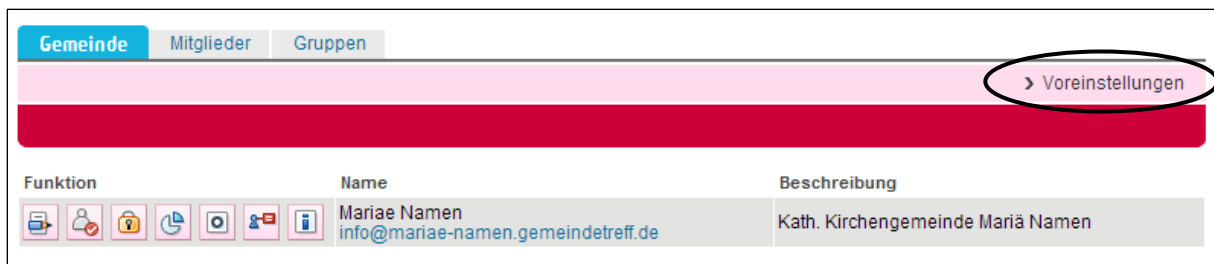 Gemeinde Mitglieder Gruppen
› Voreinstellungen
Funktion Name Beschreibung
Mariae Namen
info@mariae-namen.gemeindetreff.de
Kath. Kirchengemeinde Mariä Namen